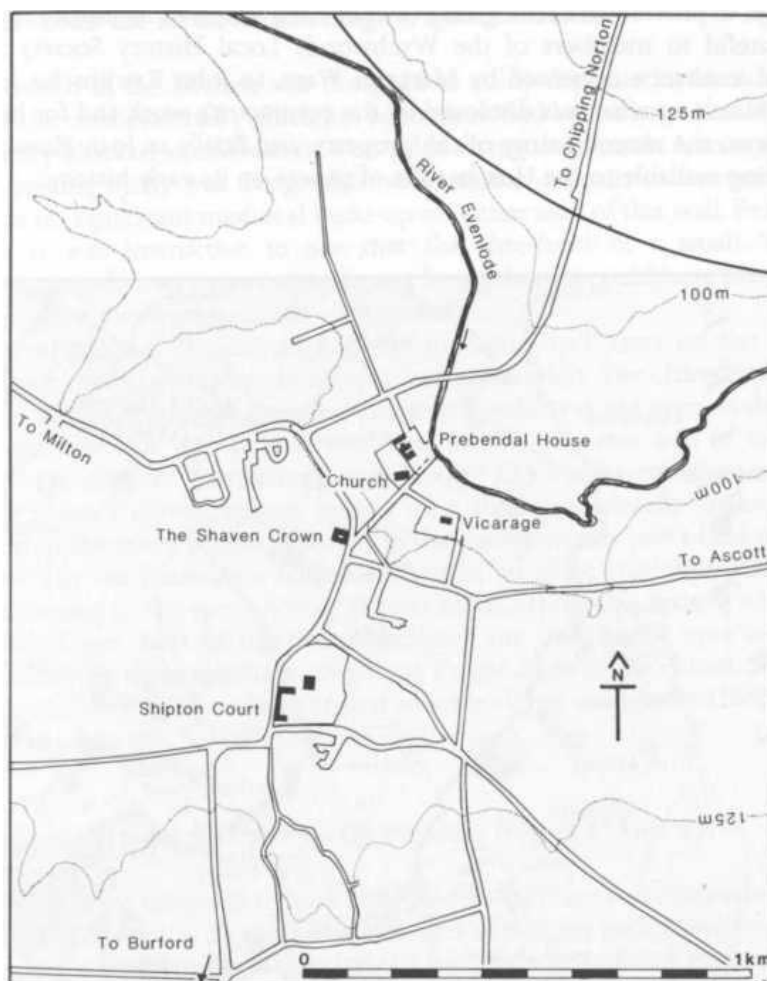 To Chipping Norton
125m
River Evenlode
100m
To Milton
Prebendal House
Church
100m
The Shaven Crown
Vicarage
To Ascott
N
Shipton Court
125m
To Burford
0
1km